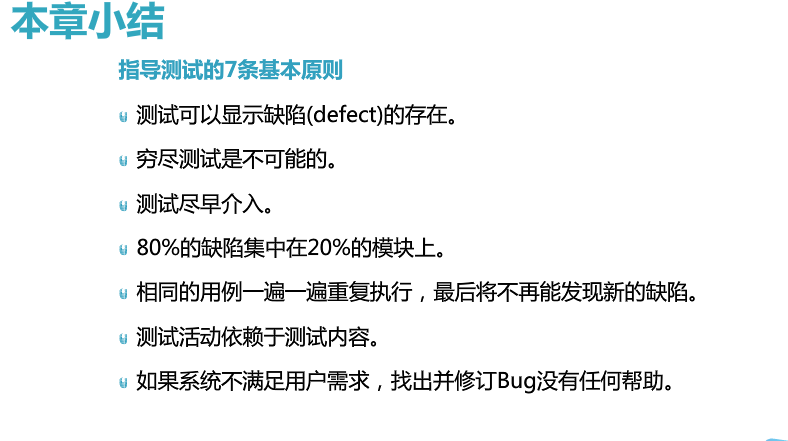 本章小结
指导测试的7条基本原则
测试可以显示缺陷(defect)的存在。
穷尽测试是不可能的。
测试尽早介入。
80%的缺陷集中在20%的模块上。
相同的用例一遍一遍重复执行，最后将不再能发现新的缺陷。
测试活动依赖于测试内容。
如果系统不满足用户需求，找出并修订Bug没有任何帮助。